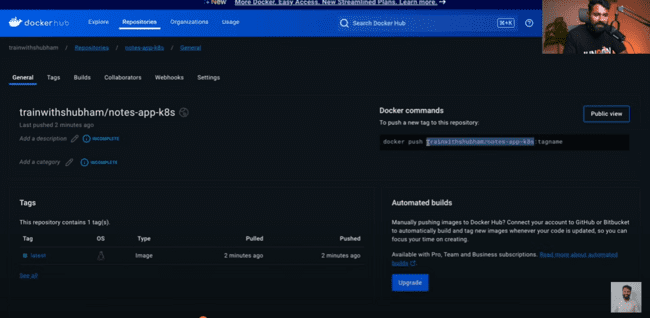 New More Docker. Easy Access. New Streamlined Plans. Learn more. →
dockerhub Explore Repositories Organizations Usage Search Docker Hub ⌘+K
trainwithshubham / Repositories / notes-app-k8s / General
General Tags Builds Collaborators Webhooks Settings
trainwithshubham/notes-app-k8s
Last pushed 2 minutes ago
Add a description INCOMPLETE
Add a category INCOMPLETE
Docker commands
Public view
To push a new tag to this repository:
docker push trainwithshubham/notes-app-k8s:tagname
Tags
This repository contains 1 tag(s).
Tag OS Type Pulled Pushed
latest Image 2 minutes ago 2 minutes ago
See all
Automated builds
Manually pushing images to Docker Hub? Connect your account to GitHub or Bitbucket
to automatically build and tag new images whenever your code is updated, so you can
focus your time on creating.
Available with Pro, Team and Business subscriptions. Read more about automated
builds
Upgrade